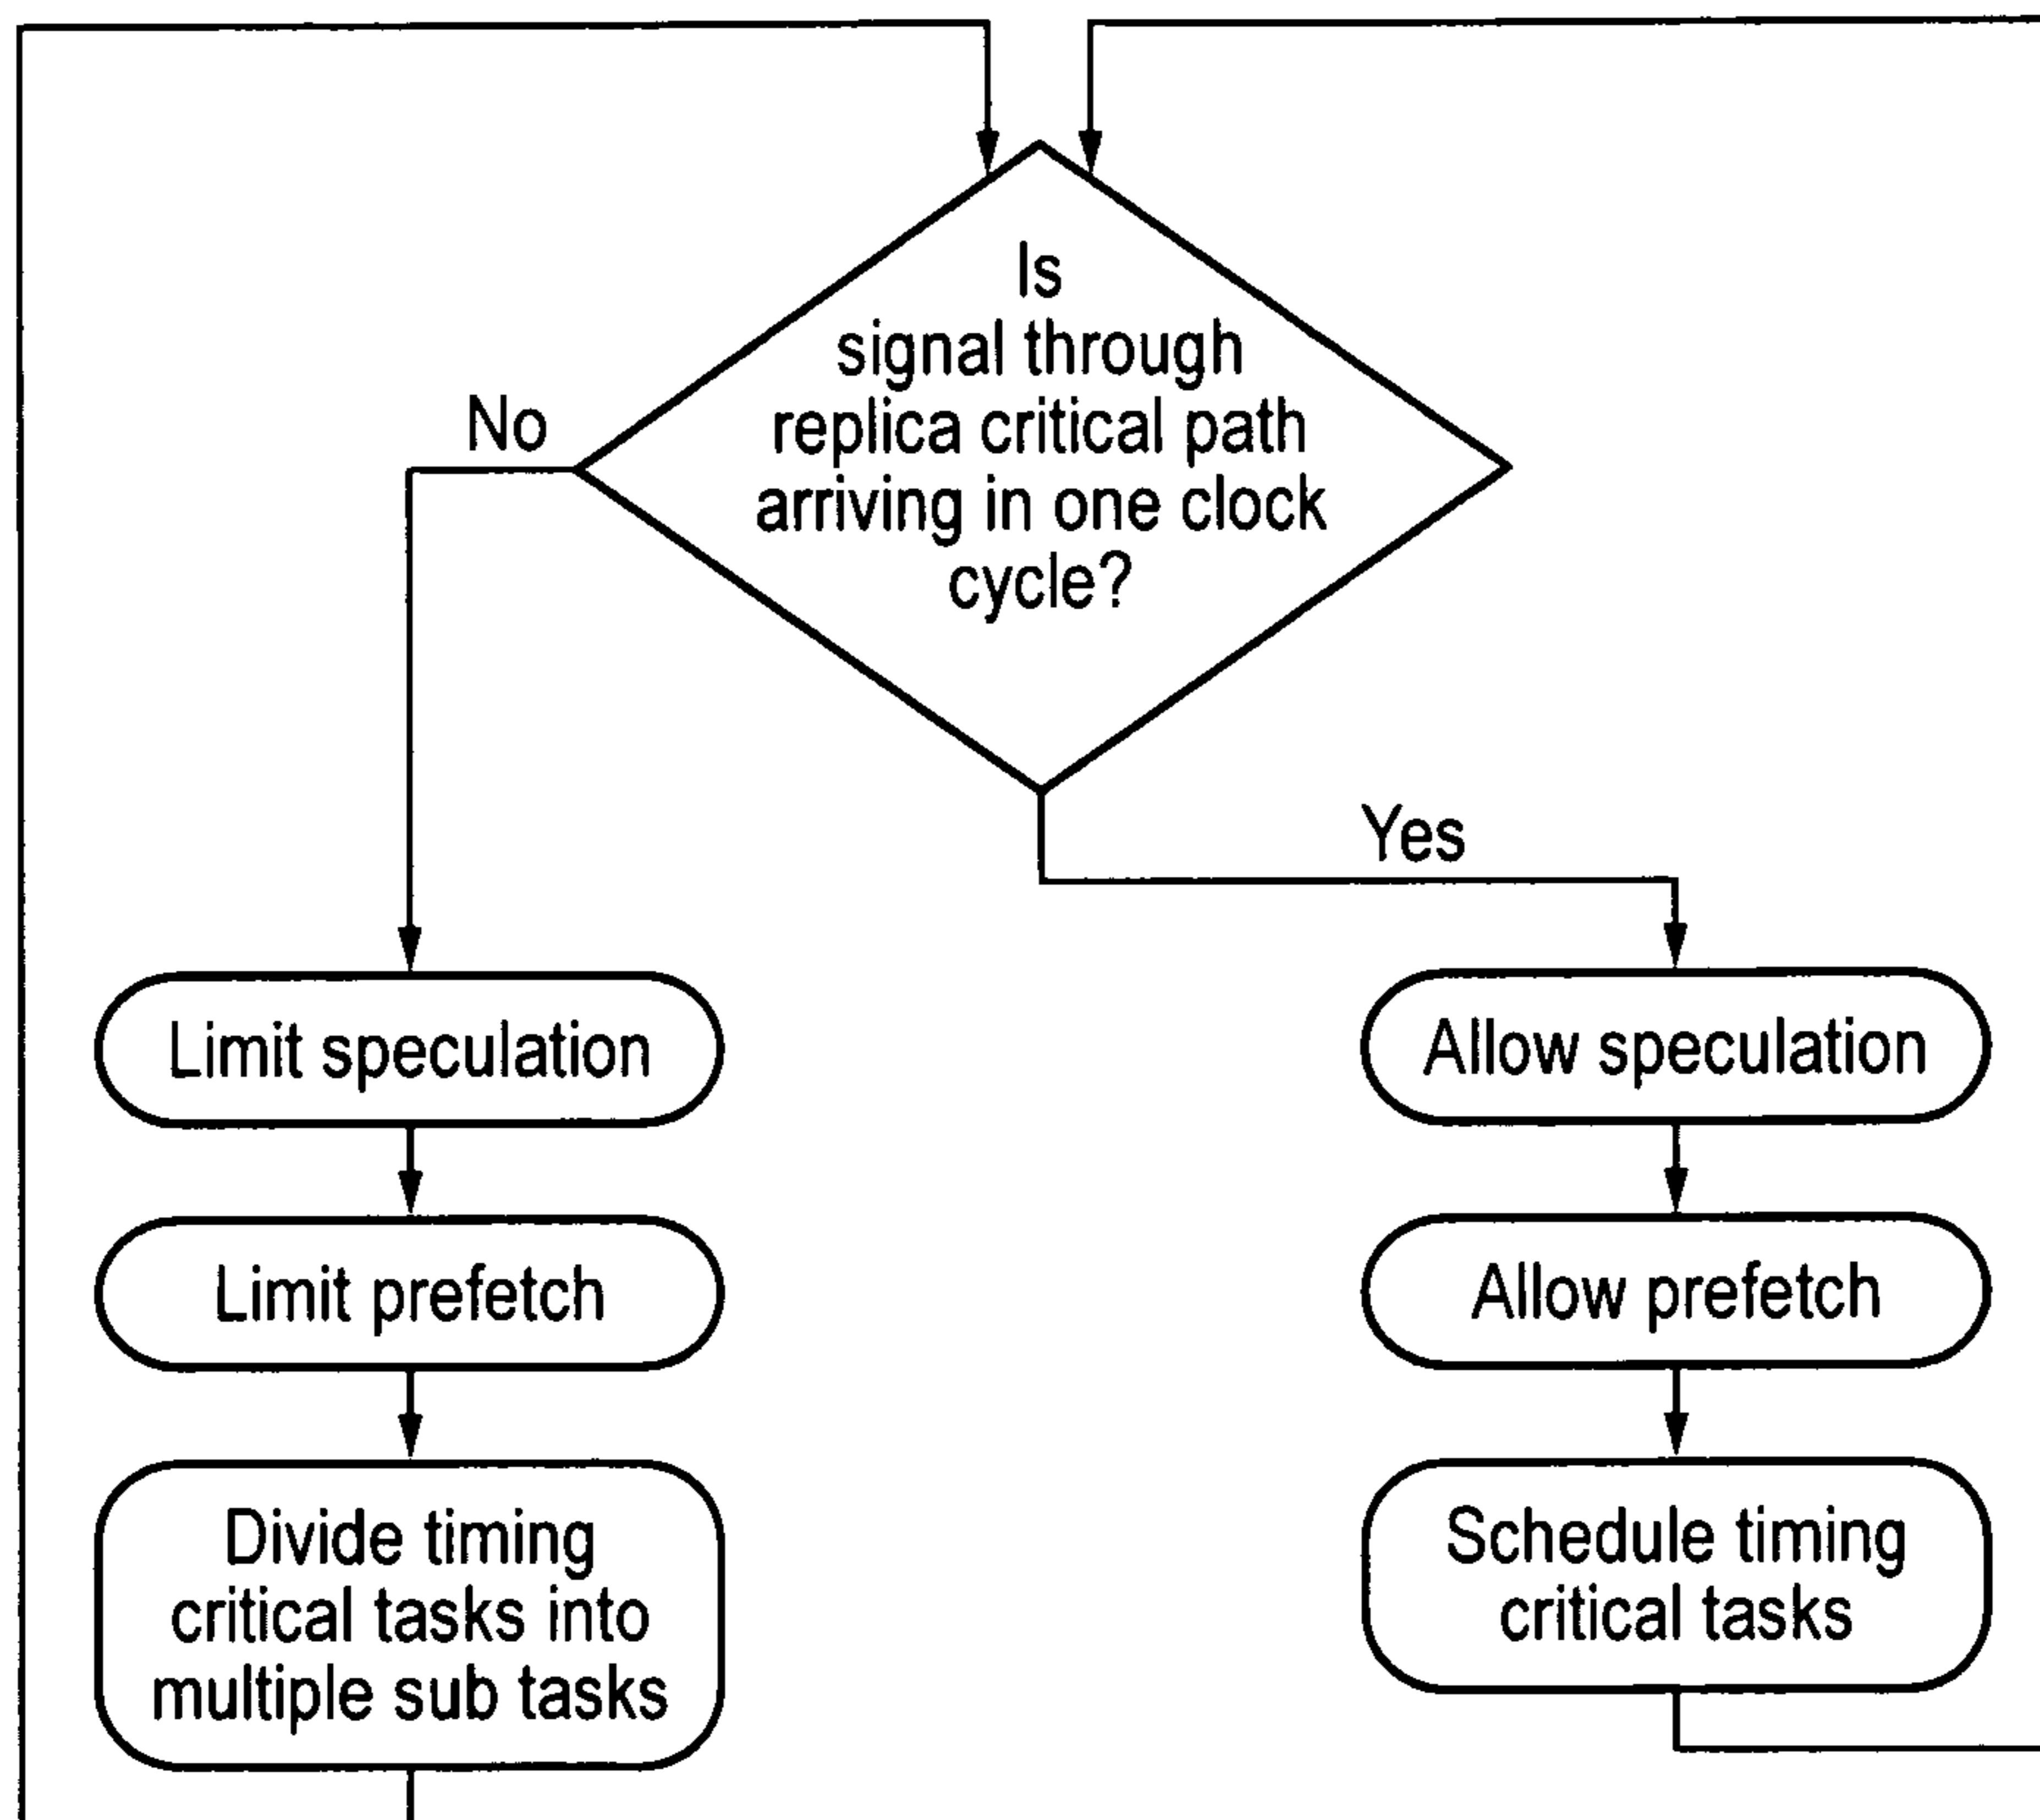 Is
signal through
replica critical path
arriving in one clock
cycle?
No
Yes
Limit speculation
Limit prefetch
Divide timing
critical tasks into
multiple sub tasks
Allow speculation
Allow prefetch
Schedule timing
critical tasks